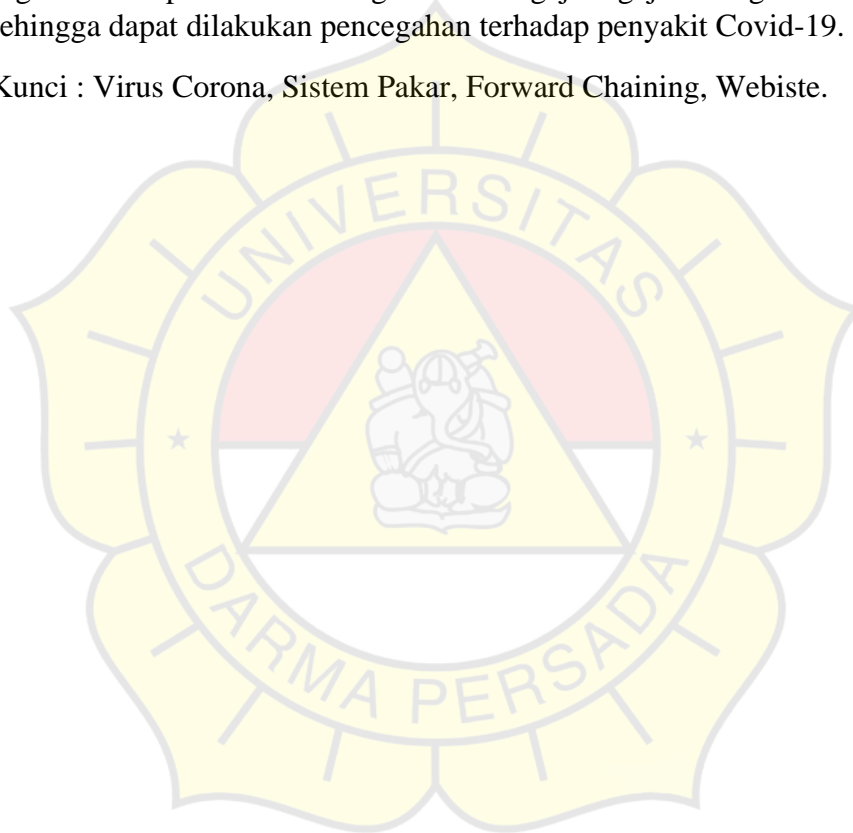 ehingga dapat dilakukan pencegahan terhadap penyakit Covid-19.
Kunci : Virus Corona, Sistem Pakar, Forward Chaining, Webiste.
UNIVERSITAS
DARMA PERSADA